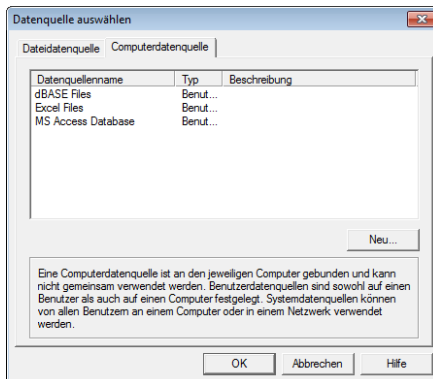 Datenquelle auswählen
Dateidatenquelle Computerdatenquelle
Datenquellenname Typ Beschreibung
dBASE Files Benut...
Excel Files Benut...
MS Access Database Benut...
Neu...
Eine Computerdatenquelle ist an den jeweiligen Computer gebunden und kann
nicht gemeinsam verwendet werden. Benutzerdatenquellen sind sowohl auf einen
Benutzer als auch auf einen Computer festgelegt. Systemdatenquellen können
von allen Benutzern an einem Computer oder in einem Netzwerk verwendet
werden.
OK Abbrechen Hilfe